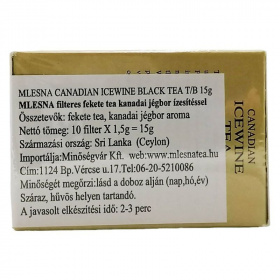 MLESNA CANADIAN ICEWINE BLACK TEA T/B 15g
MLESNA filteres fekete tea kanadai jégbor ízesítéssel
Összetevők: fekete tea, kanadai jégbor aroma
Nettó tömeg: 10 filter X 1,5g = 15g
Származási ország: Sri Lanka (Ceylon)
Importálja:Minőségvár Kft. www.mlesnatea.hu
Cím:1124 Bp.Vércse u.17.Tel:06-20-5210086
Minőségét megőrzi:lásd a doboz alján (nap,hó,év)
Száraz, hűvös helyen tartandó.
A javasolt elkészítési idő: 2-3 perc
CANADIAN
ICEWINE
TEA